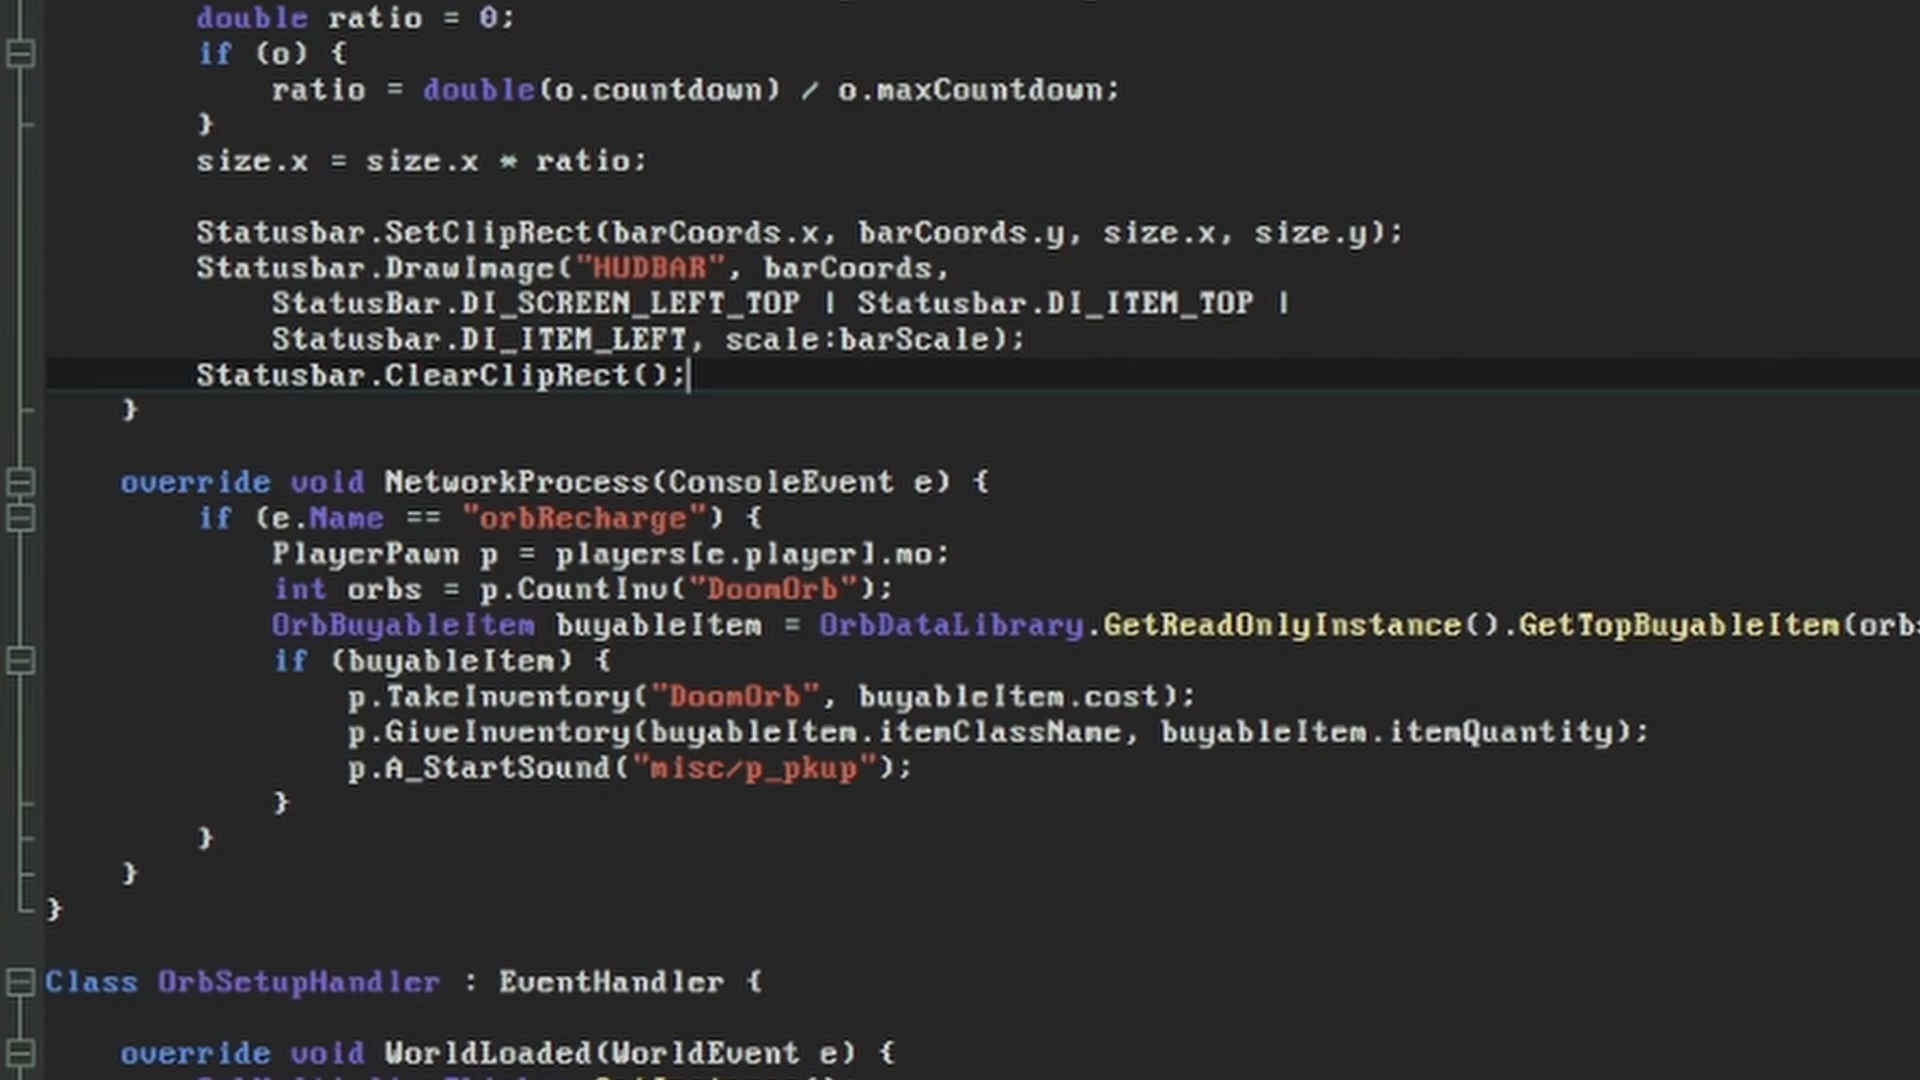 double ratio = 0;
if (o) {
ratio = double(o.countdown) / o.maxCountdown;
}
size.x = size.x * ratio;
Statusbar.SetClipRect(barCoords.x, barCoords.y, size.x, size.y);
Statusbar.DrawImage("HUDBAR", barCoords,
StatusBar.DI_SCREEN_LEFT_TOP | Statusbar.DI_ITEM_TOP |
Statusbar.DI_ITEM_LEFT, scale:barScale);
Statusbar.ClearClipRect();
}
override void NetworkProcess(ConsoleEvent e) {
if (e.Name == "orbRecharge") {
PlayerPawn p = players[e.player].mo;
int orbs = p.CountInv("DoomOrb");
OrbBuyableItem buyableItem = OrbDataLibrary.GetReadOnlyInstance().GetTopBuyableItem(orb
if (buyableItem) {
p.TakeInventory("DoomOrb", buyableItem.cost);
p.GiveInventory(buyableItem.itemClassName, buyableItem.itemQuantity);
p.A_StartSound("misc/p_pkup");
}
}
}
}
Class OrbSetupHandler : EventHandler {
override void WorldLoaded(WorldEvent e) {